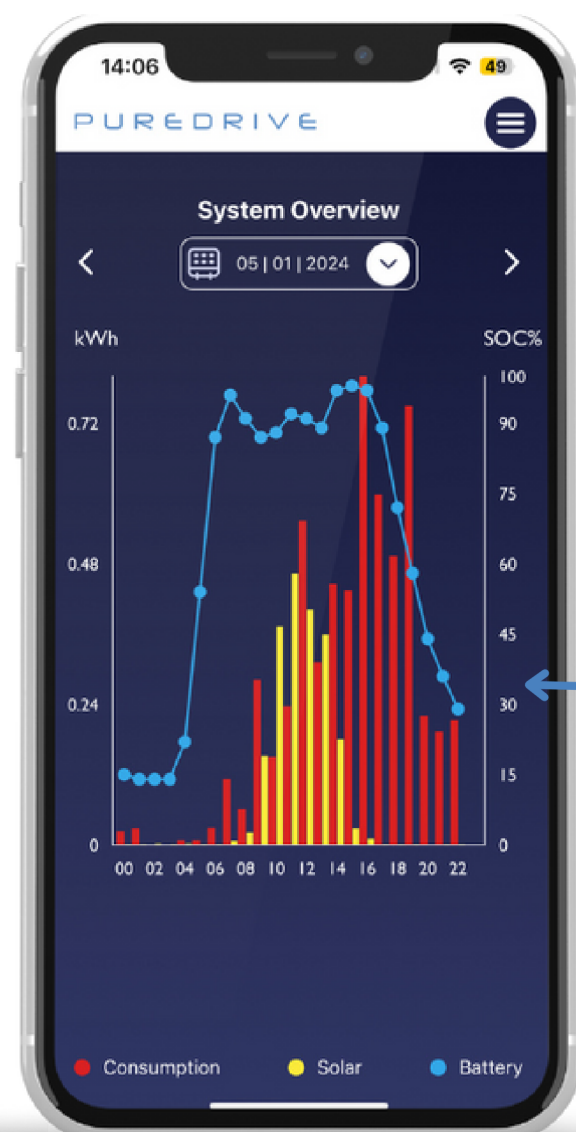 14:06
49
PUREDRIVE
System Overview
05 | 01 | 2024
kWh
SOC%
100
0.72
90
75
0.48
60
45
0.24
30
15
0
0
00 02 04 06 08 10 12 14 16 18 20 22
Consumption
Solar
Battery